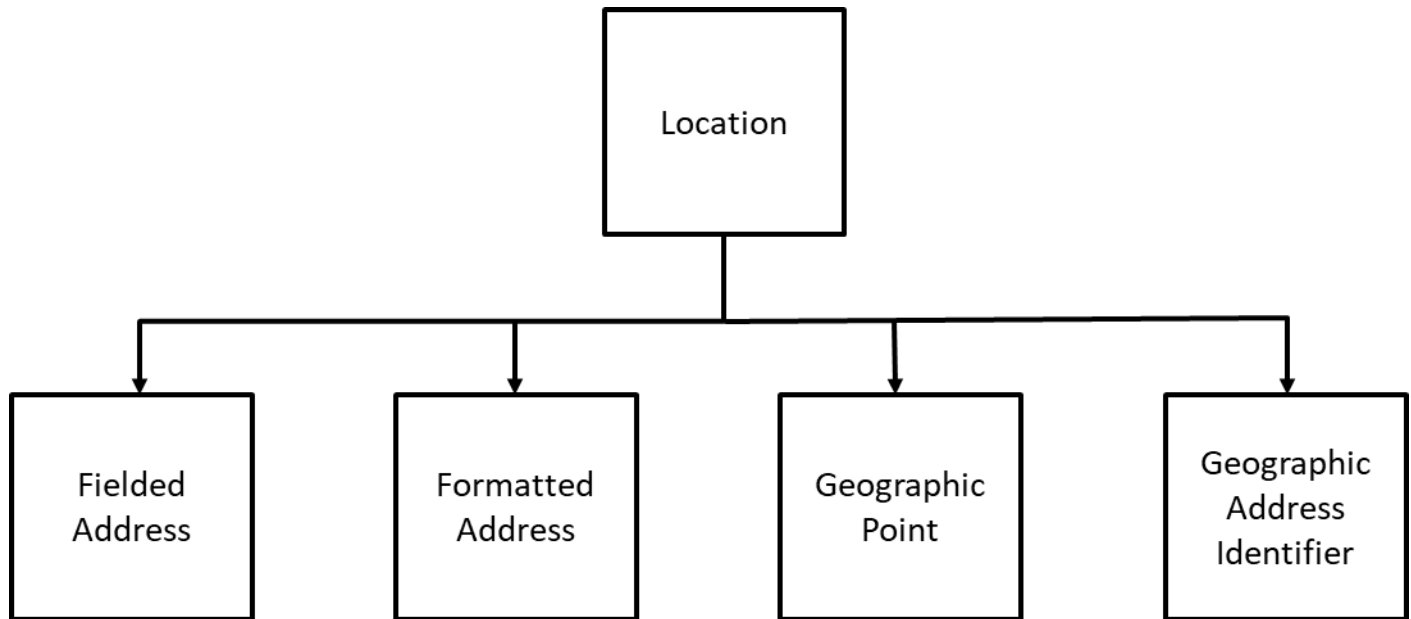 Location
Fielded
Address
Formatted
Address
Geographic
Point
Geographic
Address
Identifier